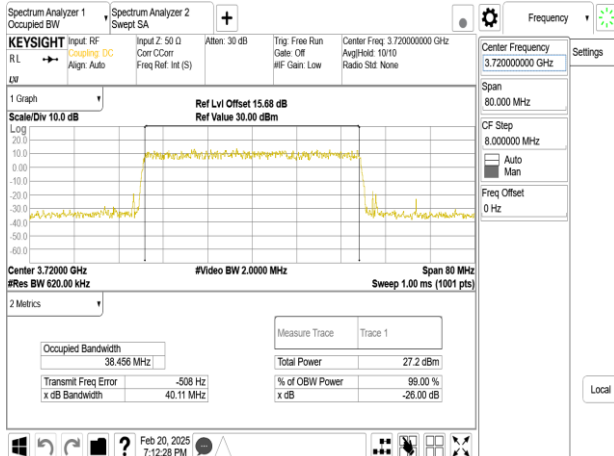 Spectrum Analyzer 1
Occupied BW
Spectrum Analyzer 2
Swept SA
+
Frequency
KEYSIGHT
RL
LXI
Input: RF
Coupling: DC
Align: Auto
Input Z: 50 Ω
Corr CCorr
Freq Ref: Int (S)
Atten: 30 dB
Trig: Free Run
Gate: Off
#IF Gain: Low
Center Freq: 3.720000000 GHz
Avg|Hold: 10/10
Radio Std: None
Center Frequency
3.720000000 GHz
Settings
Span
80.000 MHz
CF Step
8.000000 MHz
Auto
Man
Freq Offset
0 Hz
Local
1 Graph
Scale/Div 10.0 dB
Ref Lvl Offset 15.68 dB
Ref Value 30.00 dBm
Log
20.0
10.0
0.00
-10.0
-20.0
-30.0
-40.0
-50.0
-60.0
Center 3.72000 GHz
#Res BW 620.00 kHz
#Video BW 2.0000 MHz
Span 80 MHz
Sweep 1.00 ms (1001 pts)
2 Metrics
Measure Trace
Trace 1
Occupied Bandwidth
38.456 MHz
Total Power
27.2 dBm
Transmit Freq Error
-508 Hz
% of OBW Power
99.00 %
x dB Bandwidth
40.11 MHz
x dB
-26.00 dB
?
Feb 20, 2025
7:12:28 PM